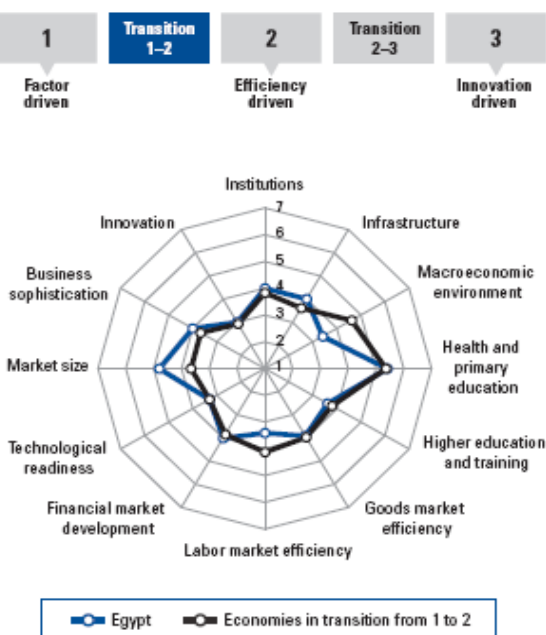 1
Transition
1–2
2
Transition
2–3
3
Factor
driven
Efficiency
driven
Innovation
driven
Institutions
7
Innovation
Infrastructure
6
Business
sophistication
5
Macroeconomic
environment
4
3
Market size
2
1
Health and
primary
education
Technological
readiness
Higher education
and training
Financial market
development
Goods market
efficiency
Labor market efficiency
Egypt
Economies in transition from 1 to 2